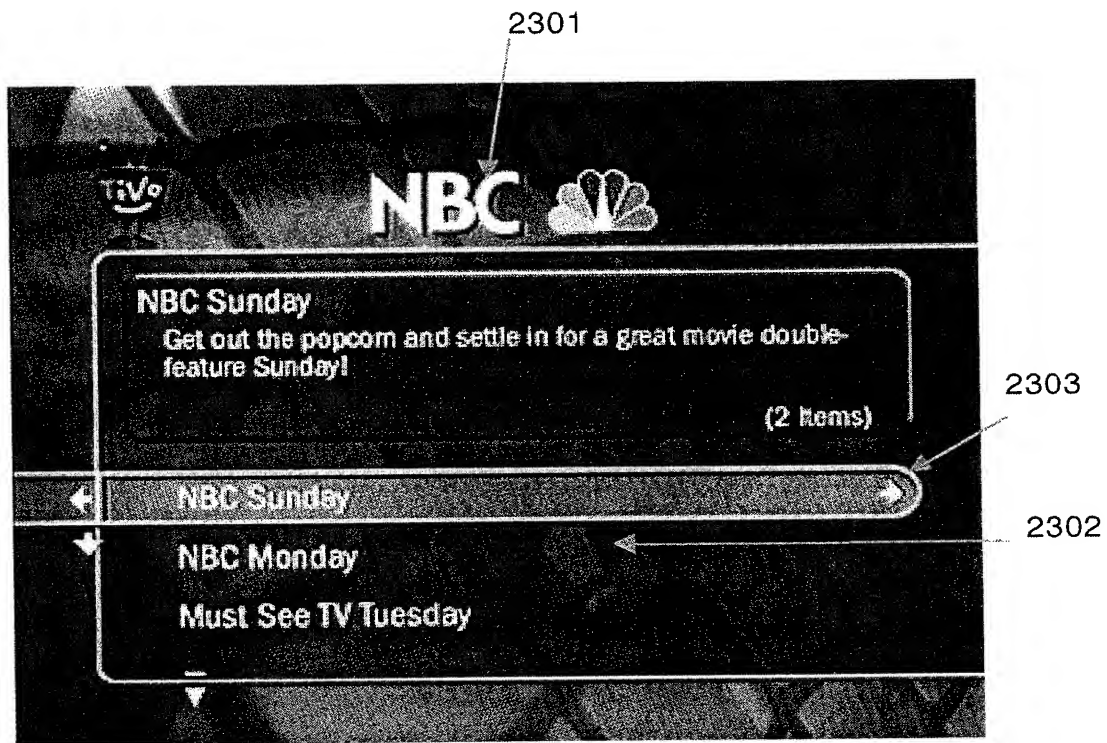 2301
TiVo
NBC
NBC Sunday
Get out the popcorn and settle in for a great movie double-
feature Sunday!
(2 Items)
2303
NBC Sunday
2302
NBC Monday
Must See TV Tuesday